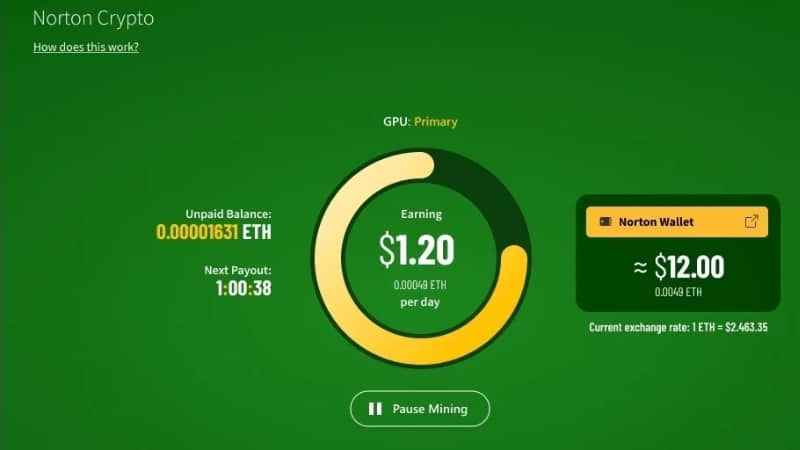 Norton Crypto
How does this work?
GPU: Primary
Unpaid Balance:
0.00001631 ETH
Next Payout:
1:00:38
Earning
$1.20
0.00049 ETH
per day
Norton Wallet
≈ $12.00
0.0049 ETH
Current exchange rate: 1 ETH = $2.463.35
Pause Mining